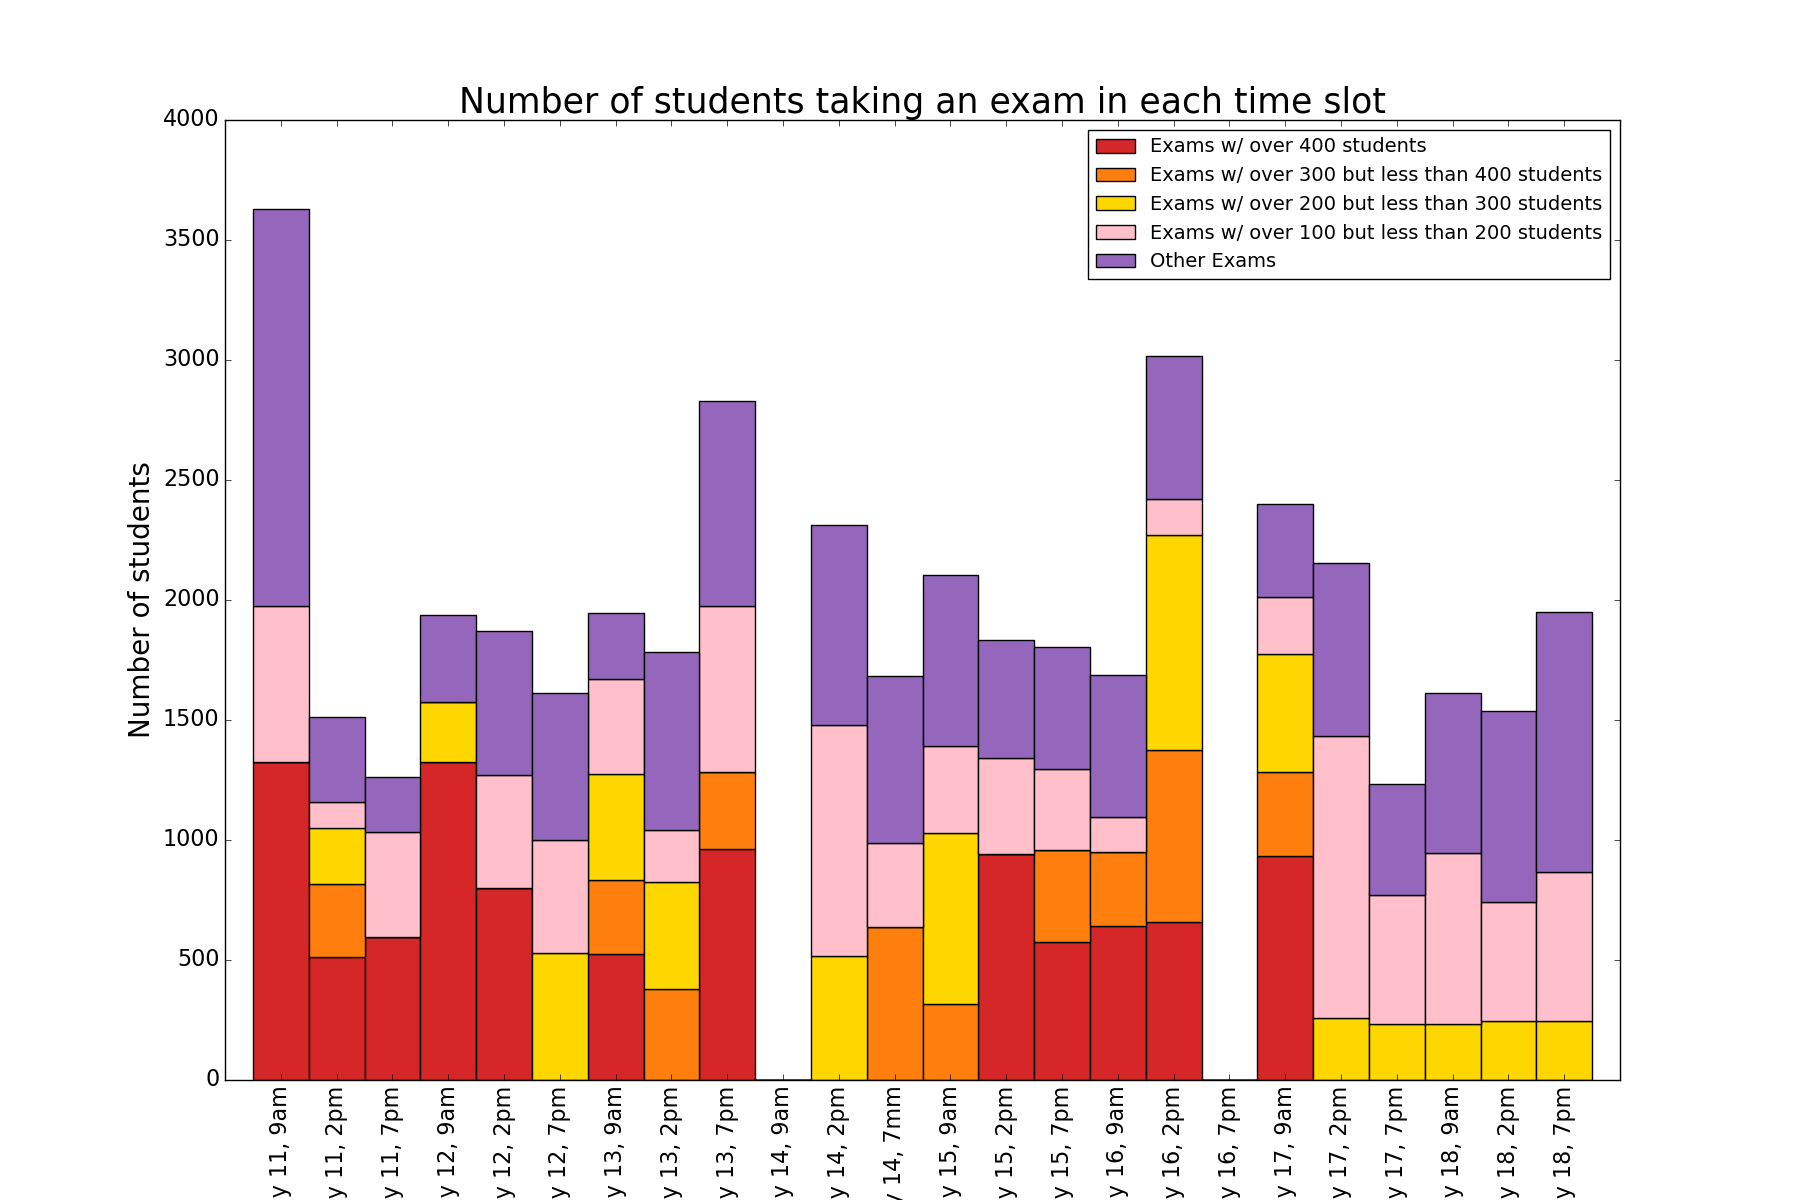 Number of students taking an exam in each time slot
Exams w/ over 400 students
Exams w/ over 300 but less than 400 students
Exams w/ over 200 but less than 300 students
Exams w/ over 100 but less than 200 students
Other Exams
Number of students
4000
3500
3000
2500
2000
1500
1000
500
0
y 11, 9am
y 11, 2pm
y 11, 7pm
y 12, 9am
y 12, 2pm
y 12, 7pm
y 13, 9am
y 13, 2pm
y 13, 7pm
y 14, 9am
y 14, 2pm
y 14, 7mm
y 15, 9am
y 15, 2pm
y 15, 7pm
y 16, 9am
y 16, 2pm
y 16, 7pm
y 17, 9am
y 17, 2pm
y 17, 7pm
y 18, 9am
y 18, 2pm
y 18, 7pm